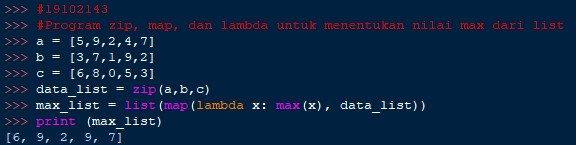 >>> #19102143
>>> #Program zip, map, dan lambda untuk menentukan nilai max dari list
>>> a = [5,9,2,4,7]
>>> b = [3,7,1,9,2]
>>> c = [6,8,0,5,3]
>>> data_list = zip(a,b,c)
>>> max_list = list(map(lambda x: max(x), data_list))
>>> print (max_list)
[6, 9, 2, 9, 7]